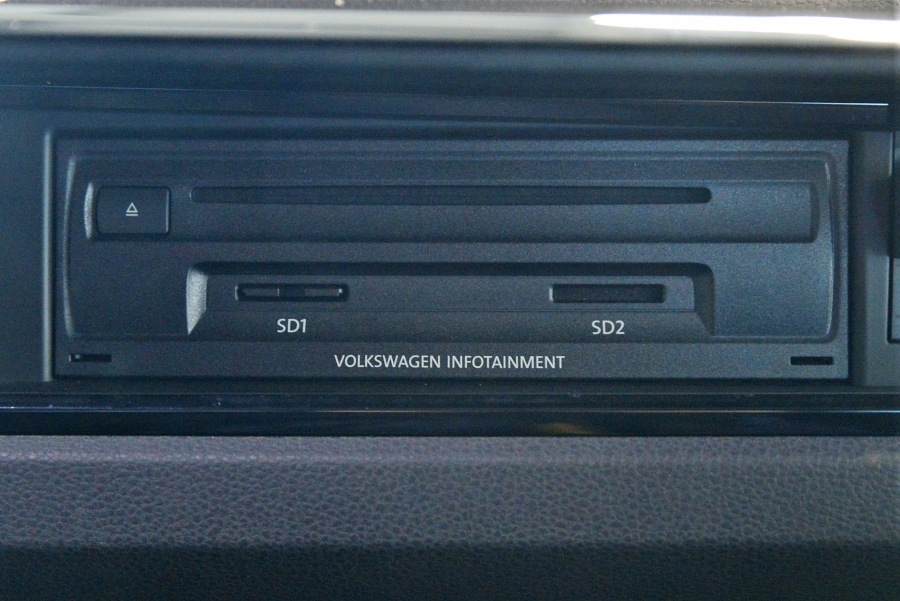 SD1 SD2
VOLKSWAGEN INFOTAINMENT